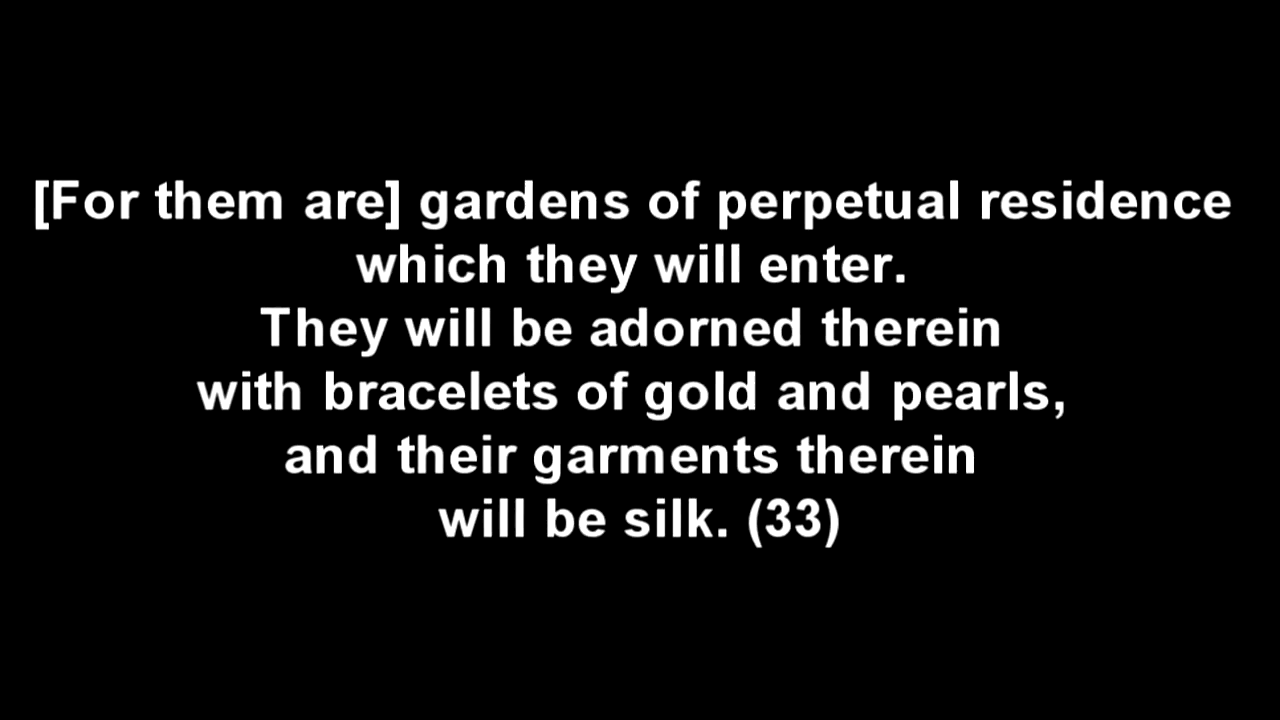 [For them are] gardens of perpetual residence
which they will enter.
They will be adorned therein
with bracelets of gold and pearls,
and their garments therein
will be silk. (33)